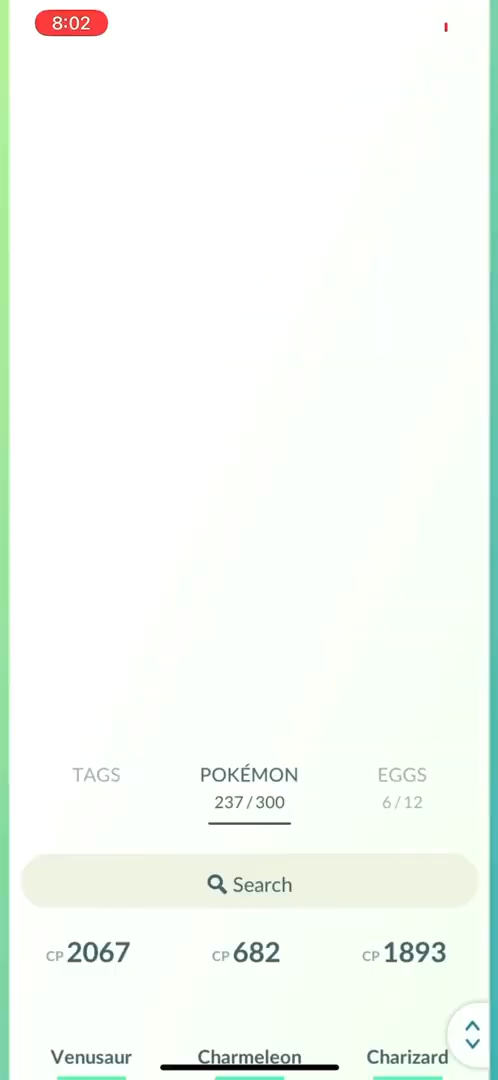 8:02
TAGS POKÉMON EGGS
237 / 300 6 / 12
Search
CP 2067 CP 682 CP 1893
Venusaur Charmeleon Charizard